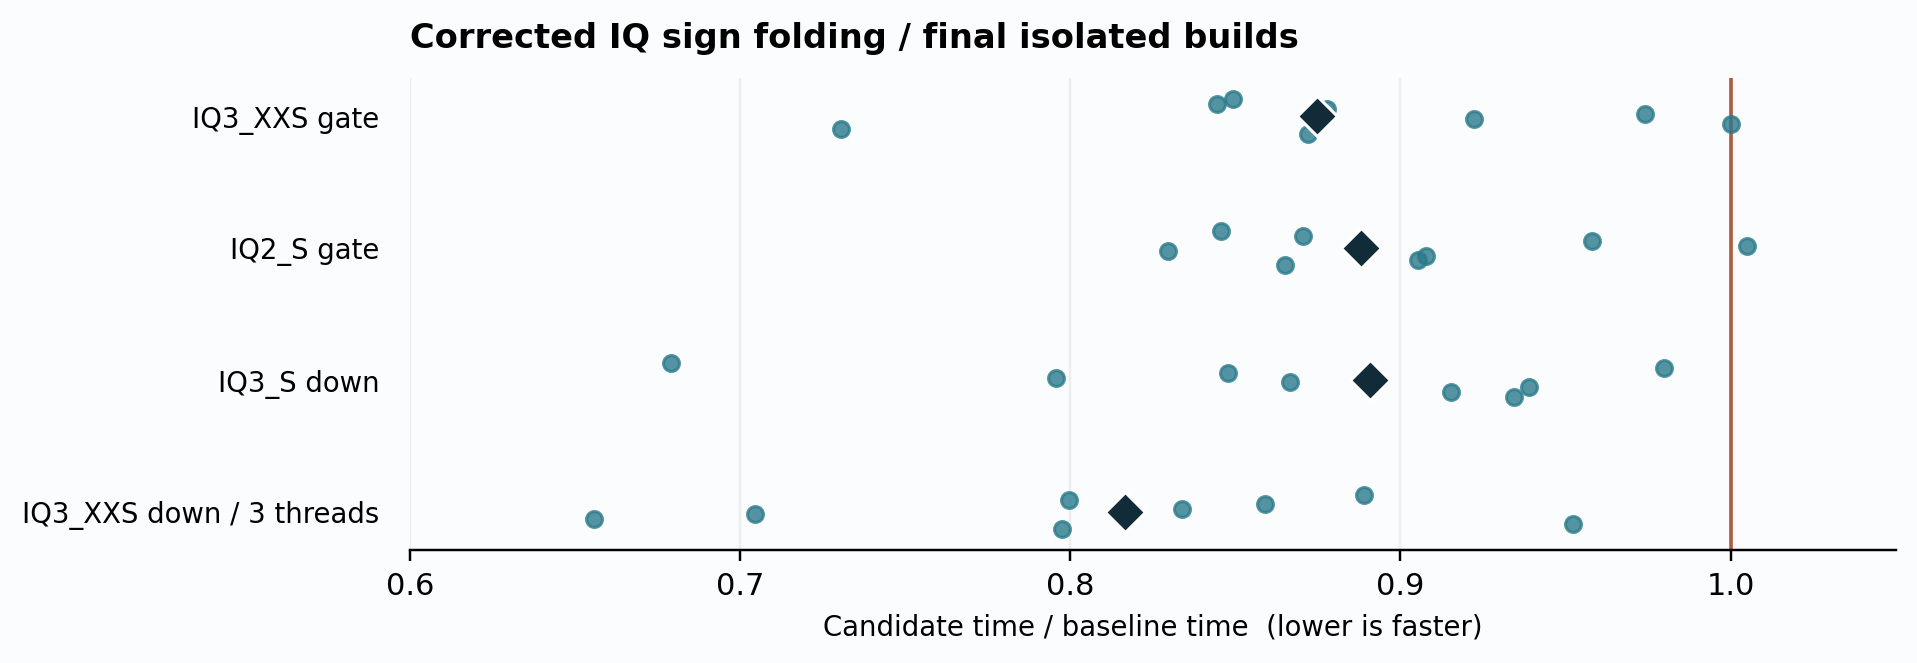 Corrected IQ sign folding / final isolated builds
IQ3_XXS gate
IQ2_S gate
IQ3_S down
IQ3_XXS down / 3 threads
0.6 0.7 0.8 0.9 1.0
Candidate time / baseline time  (lower is faster)